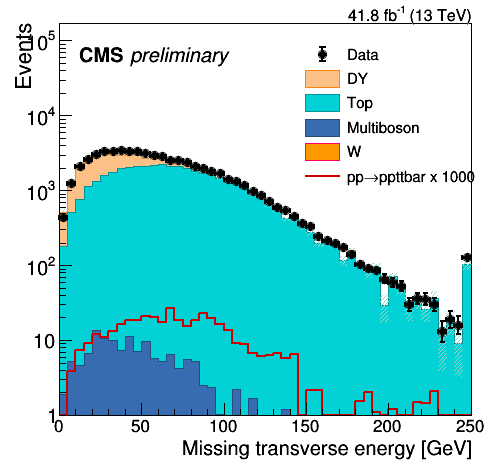 41.8 fb⁻¹ (13 TeV)
Events
CMS preliminary
Data
DY
Top
Multiboson
W
pp→ppttbar x 1000
10⁵
10⁴
10³
10²
10
1
0 50 100 150 200 250
Missing transverse energy [GeV]